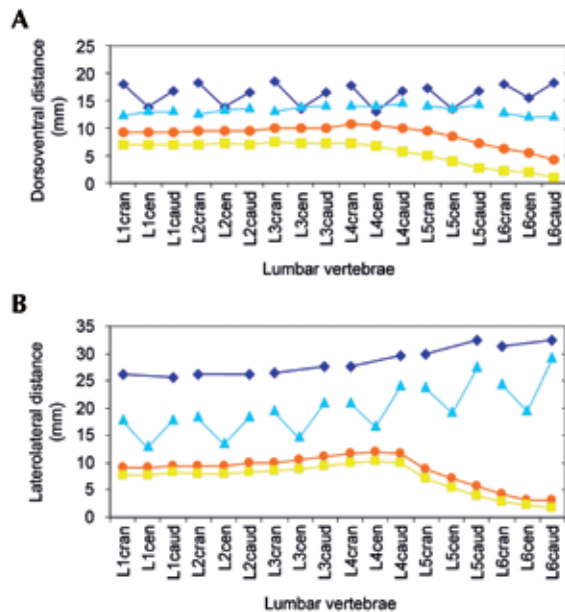 A
Dorsoventral distance
(mm)
25
20
15
10
5
0
L1cran
L1cen
L1caud
L2cran
L2cen
L2caud
L3cran
L3cen
L3caud
L4cran
L4cen
L4caud
L5cran
L5cen
L5caud
L6cran
L6cen
L6caud
Lumbar vertebrae
B
Laterolateral distance
(mm)
35
30
25
20
15
10
5
0
L1cran
L1cen
L1caud
L2cran
L2cen
L2caud
L3cran
L3cen
L3caud
L4cran
L4cen
L4caud
L5cran
L5cen
L5caud
L6cran
L6cen
L6caud
Lumbar vertebrae